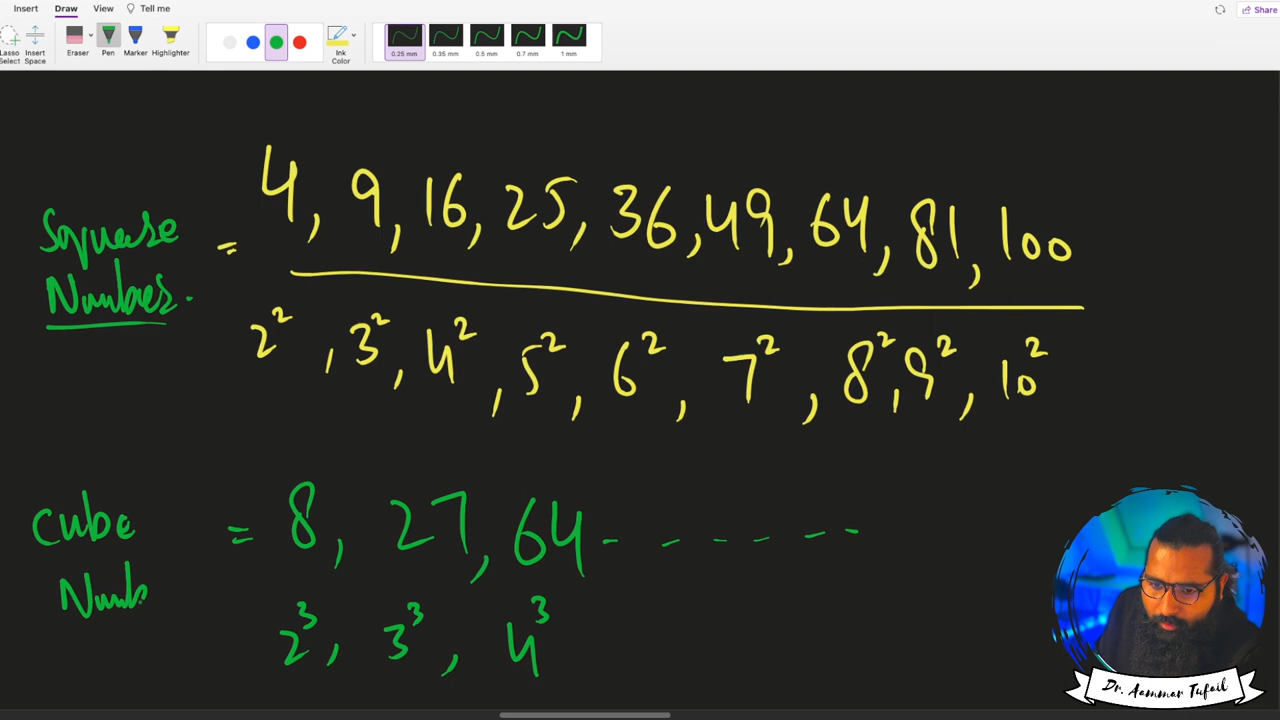 Insert Draw View Tell me Share
Lasso Select Insert Space Eraser Pen Marker Highlighter Ink Color 0.25 mm 0.35 mm 0.5 mm 0.7 mm 1 mm
Square Numbers. = 4, 9, 16, 25, 36, 49, 64, 81, 100
2², 3², 4², 5², 6², 7², 8², 9², 10²
Cube Numb = 8, 27, 64 - - - - - -
2³, 3³, 4³
Dr. Aammar Tufail